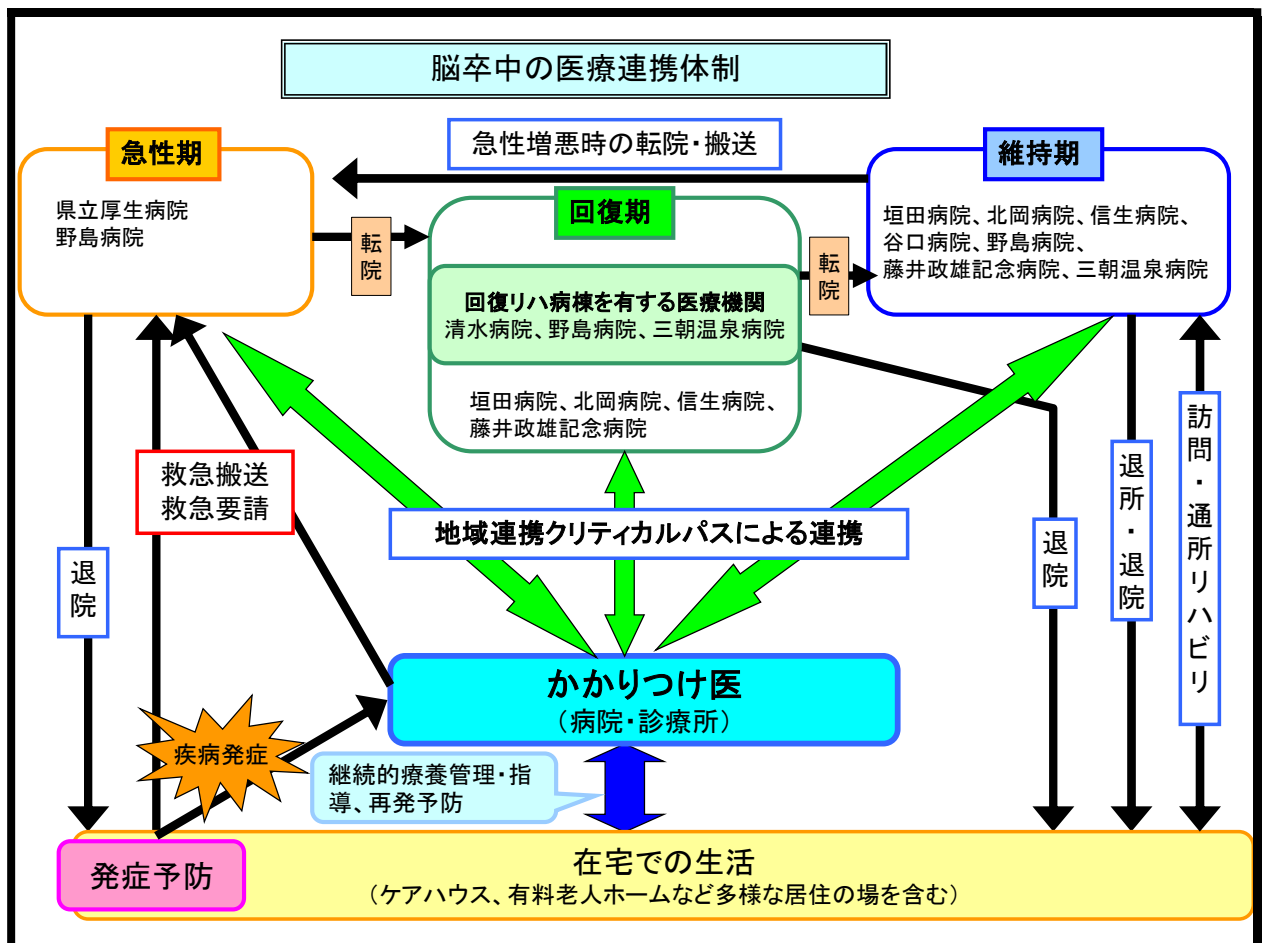 脳卒中の医療連携体制
急性増悪時の転院・搬送
急性期
県立厚生病院
野島病院
転院
回復期
回復リハ病棟を有する医療機関
清水病院、野島病院、三朝温泉病院
垣田病院、北岡病院、信生病院、
藤井政雄記念病院
転院
維持期
垣田病院、北岡病院、信生病院、
谷口病院、野島病院、
藤井政雄記念病院、三朝温泉病院
救急搬送
救急要請
地域連携クリティカルパスによる連携
退院
退院
退所・退院
訪問・通所リハビリ
かかりつけ医
（病院・診療所）
疾病発症
継続的療養管理・指
導、再発予防
発症予防
在宅での生活
（ケアハウス、有料老人ホームなど多様な居住の場を含む）